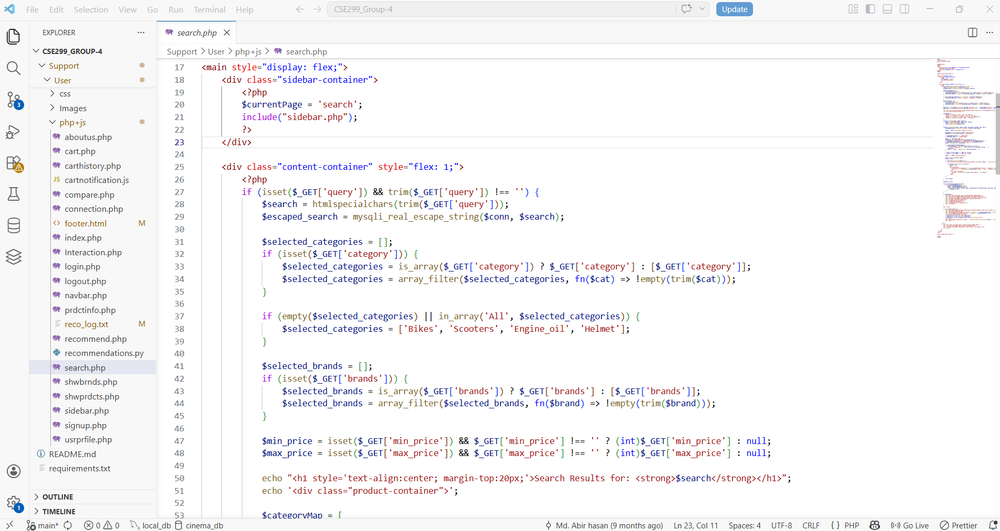 File Edit Selection View Go Run Terminal Help
CSE299_Group-4
Update
EXPLORER
CSE299_GROUP-4
Support
User
css
Images
php+js
aboutus.php
cart.php
carthistory.php
JS cartnotification.js
compare.php
connection.php
footer.html M
index.php
Interaction.php
login.php
logout.php
navbar.php
prdctinfo.php
reco_log.txt M
recommend.php
recommendations.py
search.php
shwbrnds.php
shwprdcts.php
sidebar.php
signup.php
usrprfile.php
README.md
requirements.txt
OUTLINE
TIMELINE
3
1
search.php
Support > User > php+js > search.php
17 <main style="display: flex;">
18 <div class="sidebar-container">
19 <?php
20 $currentPage = 'search';
21 include("sidebar.php");
22 ?>
23 </div>
24
25 <div class="content-container" style="flex: 1;">
26 <?php
27 if (isset($_GET['query']) && trim($_GET['query']) !== '') {
28 $search = htmlspecialchars(trim($_GET['query']));
29 $escaped_search = mysqli_real_escape_string($conn, $search);
30
31 $selected_categories = [];
32 if (isset($_GET['category'])) {
33 $selected_categories = is_array($_GET['category']) ? $_GET['category'] : [$_GET['category']];
34 $selected_categories = array_filter($selected_categories, fn($cat) => !empty(trim($cat)));
35 }
36
37 if (empty($selected_categories) || in_array('All', $selected_categories)) {
38 $selected_categories = ['Bikes', 'Scooters', 'Engine_oil', 'Helmet'];
39 }
40
41 $selected_brands = [];
42 if (isset($_GET['brands'])) {
43 $selected_brands = is_array($_GET['brands']) ? $_GET['brands'] : [$_GET['brands']];
44 $selected_brands = array_filter($selected_brands, fn($brand) => !empty(trim($brand)));
45 }
46
47 $min_price = isset($_GET['min_price']) && $_GET['min_price'] !== '' ? (int)$_GET['min_price'] : null;
48 $max_price = isset($_GET['max_price']) && $_GET['max_price'] !== '' ? (int)$_GET['max_price'] : null;
49
50 echo "<h1 style='text-align:center; margin-top:20px;'>Search Results for: <strong>$search</strong></h1>";
51 echo '<div class="product-container">';
52
53 $categoryMap = [
main* 0 0 local_db cinema_db Md. Abir hasan (9 months ago) Ln 23, Col 11 Spaces: 4 UTF-8 CRLF { } PHP Go Live Prettier